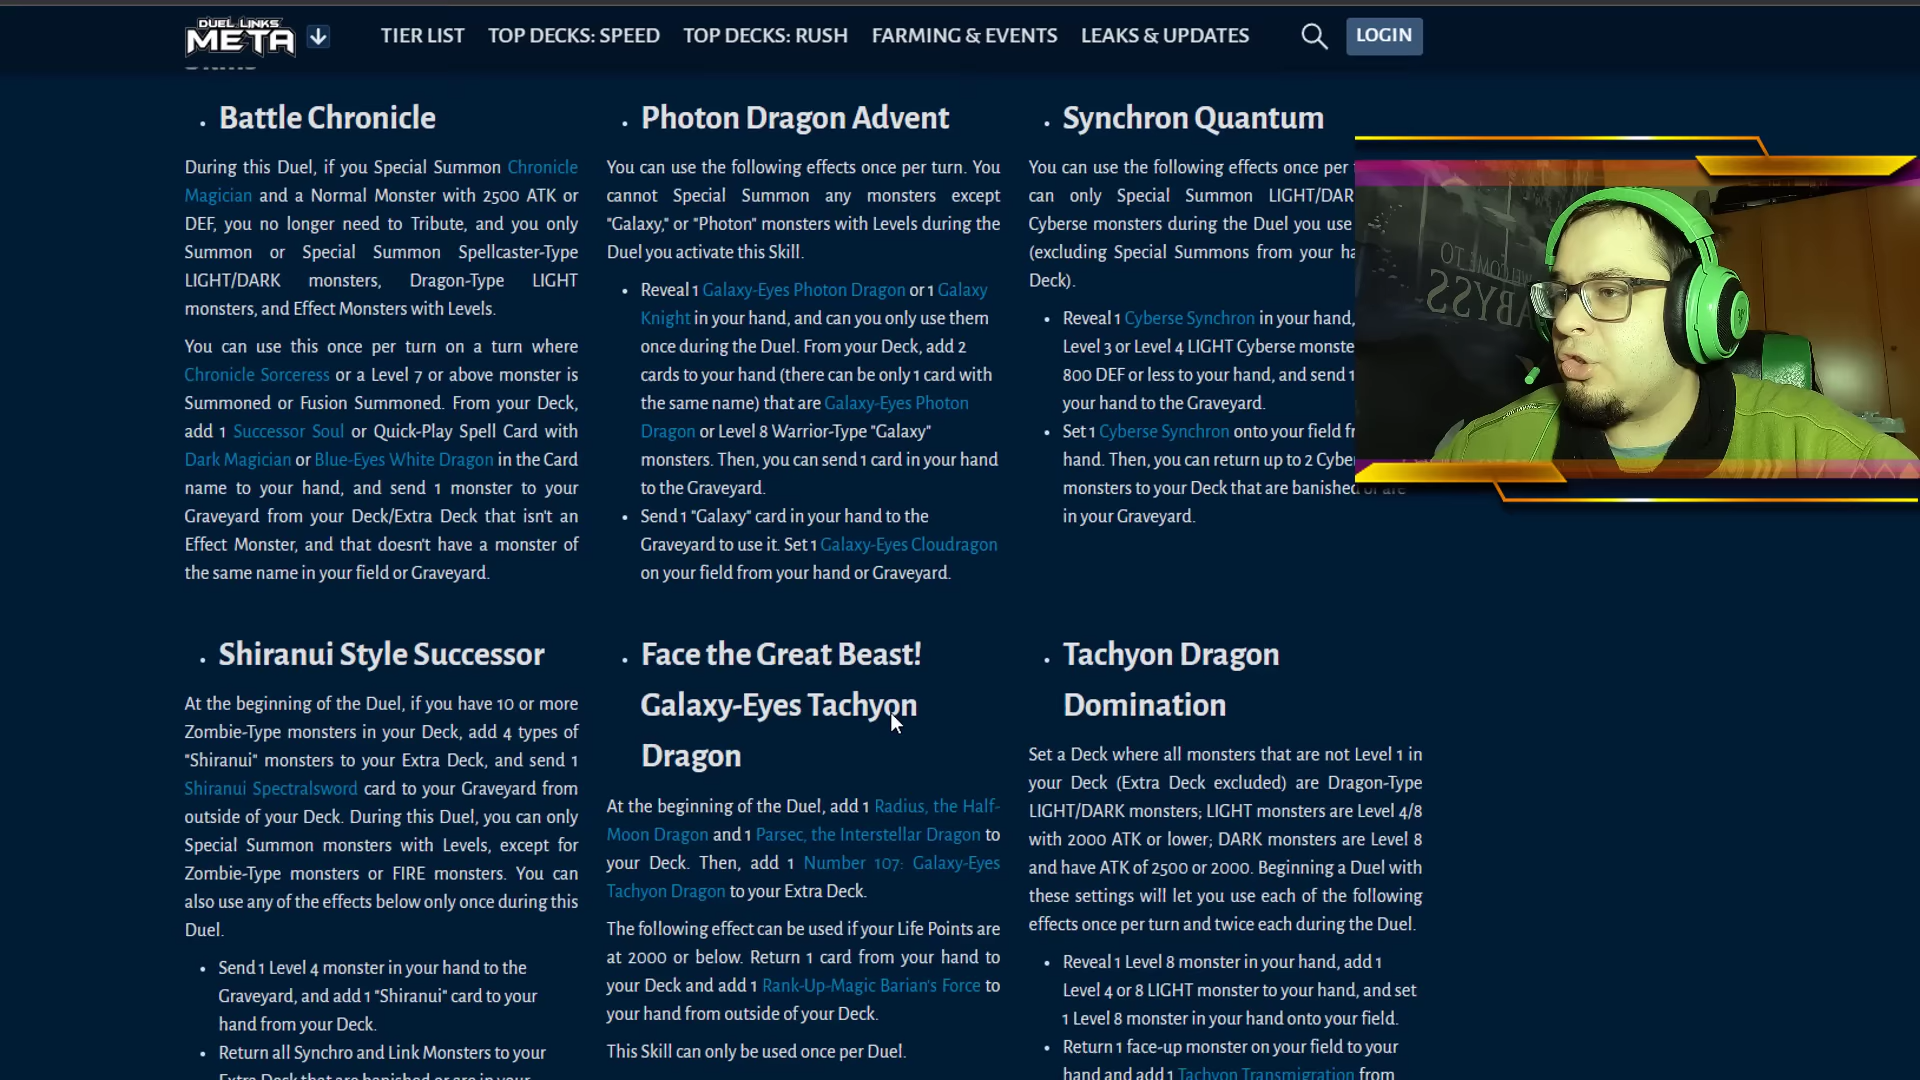 DUEL LINKS
META
TIER LIST
TOP DECKS: SPEED
TOP DECKS: RUSH
FARMING & EVENTS
LEAKS & UPDATES
LOGIN
• Battle Chronicle
During this Duel, if you Special Summon Chronicle
Magician and a Normal Monster with 2500 ATK or
DEF, you no longer need to Tribute, and you only
Summon or Special Summon Spellcaster-Type
LIGHT/DARK monsters, Dragon-Type LIGHT
monsters, and Effect Monsters with Levels.
You can use this once per turn on a turn where
Chronicle Sorceress or a Level 7 or above monster is
Summoned or Fusion Summoned. From your Deck,
add 1 Successor Soul or Quick-Play Spell Card with
Dark Magician or Blue-Eyes White Dragon in the Card
name to your hand, and send 1 monster to your
Graveyard from your Deck/Extra Deck that isn't an
Effect Monster, and that doesn't have a monster of
the same name in your field or Graveyard.
• Photon Dragon Advent
You can use the following effects once per turn. You
cannot Special Summon any monsters except
"Galaxy," or "Photon" monsters with Levels during the
Duel you activate this Skill.
• Reveal 1 Galaxy-Eyes Photon Dragon or 1 Galaxy
Knight in your hand, and can you only use them
once during the Duel. From your Deck, add 2
cards to your hand (there can be only 1 card with
the same name) that are Galaxy-Eyes Photon
Dragon or Level 8 Warrior-Type "Galaxy"
monsters. Then, you can send 1 card in your hand
to the Graveyard.
• Send 1 "Galaxy" card in your hand to the
Graveyard to use it. Set 1 Galaxy-Eyes Cloudragon
on your field from your hand or Graveyard.
• Synchron Quantum
You can use the following effects once per
can only Special Summon LIGHT/DAR
Cyberse monsters during the Duel you use
(excluding Special Summons from your ha
Deck).
• Reveal 1 Cyberse Synchron in your hand,
Level 3 or Level 4 LIGHT Cyberse monste
800 DEF or less to your hand, and send 1
your hand to the Graveyard.
• Set 1 Cyberse Synchron onto your field fr
hand. Then, you can return up to 2 Cybe
monsters to your Deck that are banished or are
in your Graveyard.
WELCOME TO
ABYSS
• Shiranui Style Successor
At the beginning of the Duel, if you have 10 or more
Zombie-Type monsters in your Deck, add 4 types of
"Shiranui" monsters to your Extra Deck, and send 1
Shiranui Spectralsword card to your Graveyard from
outside of your Deck. During this Duel, you can only
Special Summon monsters with Levels, except for
Zombie-Type monsters or FIRE monsters. You can
also use any of the effects below only once during this
Duel.
• Send 1 Level 4 monster in your hand to the
Graveyard, and add 1 "Shiranui" card to your
hand from your Deck.
• Return all Synchro and Link Monsters to your
Extra Deck that are banished or are in your
• Face the Great Beast!
Galaxy-Eyes Tachyon
Dragon
At the beginning of the Duel, add 1 Radius, the Half-
Moon Dragon and 1 Parsec, the Interstellar Dragon to
your Deck. Then, add 1 Number 107: Galaxy-Eyes
Tachyon Dragon to your Extra Deck.
The following effect can be used if your Life Points are
at 2000 or below. Return 1 card from your hand to
your Deck and add 1 Rank-Up-Magic Barian's Force to
your hand from outside of your Deck.
This Skill can only be used once per Duel.
• Tachyon Dragon
Domination
Set a Deck where all monsters that are not Level 1 in
your Deck (Extra Deck excluded) are Dragon-Type
LIGHT/DARK monsters; LIGHT monsters are Level 4/8
with 2000 ATK or lower; DARK monsters are Level 8
and have ATK of 2500 or 2000. Beginning a Duel with
these settings will let you use each of the following
effects once per turn and twice each during the Duel.
• Reveal 1 Level 8 monster in your hand, add 1
Level 4 or 8 LIGHT monster to your hand, and set
1 Level 8 monster in your hand onto your field.
• Return 1 face-up monster on your field to your
hand and add 1 Tachyon Transmigration from